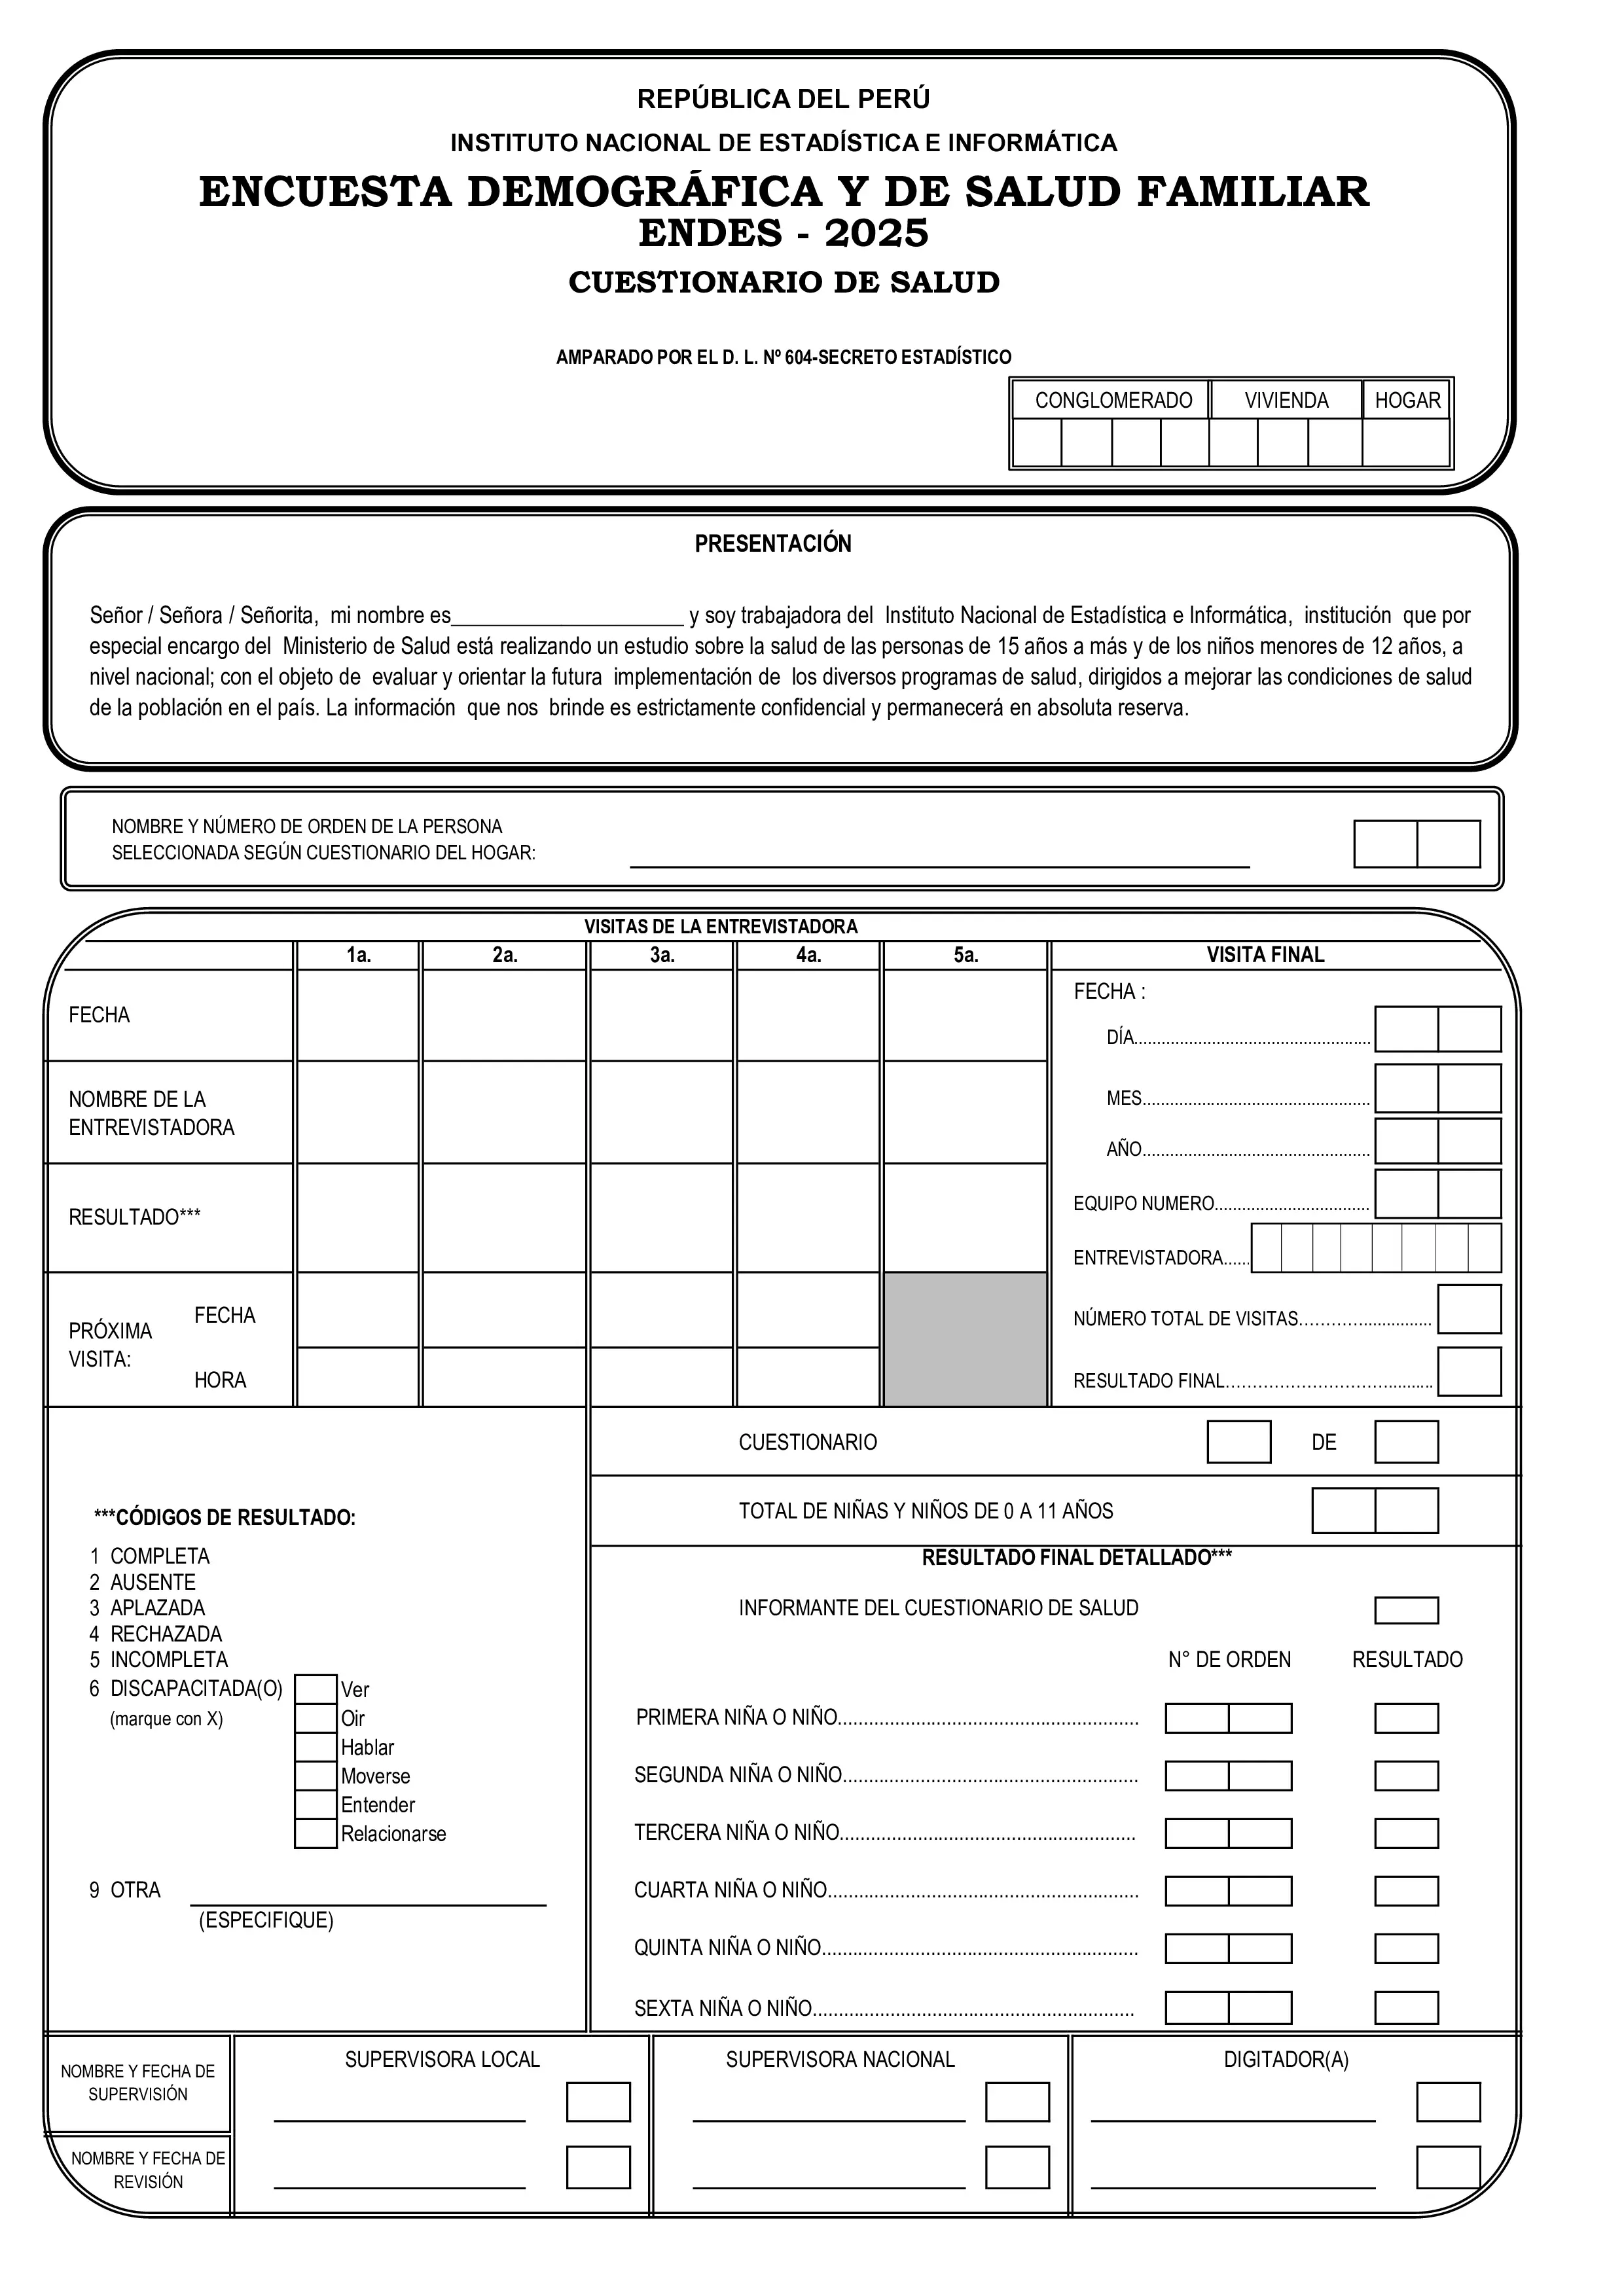 REPÚBLICA DEL PERÚ
INSTITUTO NACIONAL DE ESTADÍSTICA E INFORMÁTICA
ENCUESTA DEMOGRÁFICA Y DE SALUD FAMILIAR
ENDES - 2025
CUESTIONARIO DE SALUD
AMPARADO POR EL D. L. Nº 604-SECRETO ESTADÍSTICO
CONGLOMERADO VIVIENDA HOGAR
PRESENTACIÓN
Señor / Señora / Señorita, mi nombre es____________________ y soy trabajadora del Instituto Nacional de Estadística e Informática, institución que por
especial encargo del Ministerio de Salud está realizando un estudio sobre la salud de las personas de 15 años a más y de los niños menores de 12 años, a
nivel nacional; con el objeto de evaluar y orientar la futura implementación de los diversos programas de salud, dirigidos a mejorar las condiciones de salud
de la población en el país. La información que nos brinde es estrictamente confidencial y permanecerá en absoluta reserva.
NOMBRE Y NÚMERO DE ORDEN DE LA PERSONA
SELECCIONADA SEGÚN CUESTIONARIO DEL HOGAR:
VISITAS DE LA ENTREVISTADORA
1a. 2a. 3a. 4a. 5a. VISITA FINAL
FECHA
NOMBRE DE LA
ENTREVISTADORA
RESULTADO***
PRÓXIMA
VISITA:
FECHA
HORA
FECHA :
DÍA....................................................
MES..................................................
AÑO..................................................
EQUIPO NUMERO..................................
ENTREVISTADORA......
NÚMERO TOTAL DE VISITAS………...............
RESULTADO FINAL………………………..........
***CÓDIGOS DE RESULTADO:
1 COMPLETA
2 AUSENTE
3 APLAZADA
4 RECHAZADA
5 INCOMPLETA
6 DISCAPACITADA(O)
(marque con X)
Ver
Oir
Hablar
Moverse
Entender
Relacionarse
9 OTRA
(ESPECIFIQUE)
CUESTIONARIO DE
TOTAL DE NIÑAS Y NIÑOS DE 0 A 11 AÑOS
RESULTADO FINAL DETALLADO***
INFORMANTE DEL CUESTIONARIO DE SALUD
N° DE ORDEN RESULTADO
PRIMERA NIÑA O NIÑO..........................................................
SEGUNDA NIÑA O NIÑO.........................................................
TERCERA NIÑA O NIÑO.........................................................
CUARTA NIÑA O NIÑO............................................................
QUINTA NIÑA O NIÑO.............................................................
SEXTA NIÑA O NIÑO..............................................................
NOMBRE Y FECHA DE
SUPERVISIÓN
NOMBRE Y FECHA DE
REVISIÓN
SUPERVISORA LOCAL SUPERVISORA NACIONAL DIGITADOR(A)